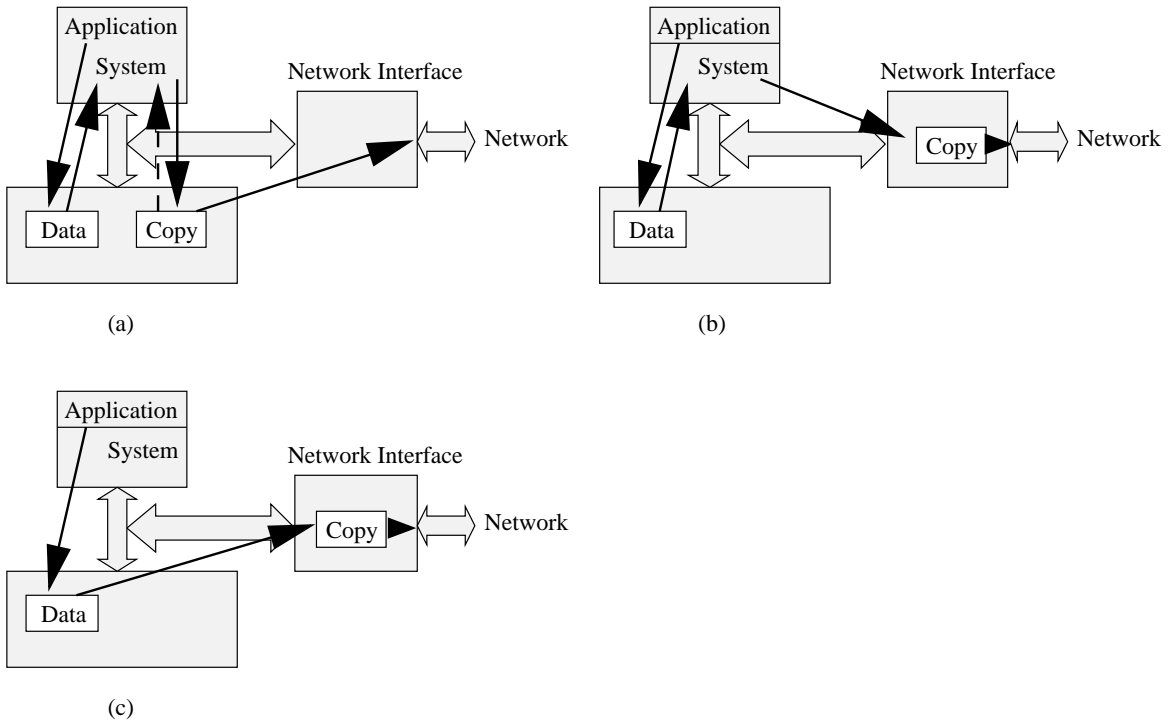 Application
System
Network Interface
Network
Data
Copy
(a)
Application
System
Network Interface
Copy
Network
Data
(b)
Application
System
Network Interface
Copy
Network
Data
(c)